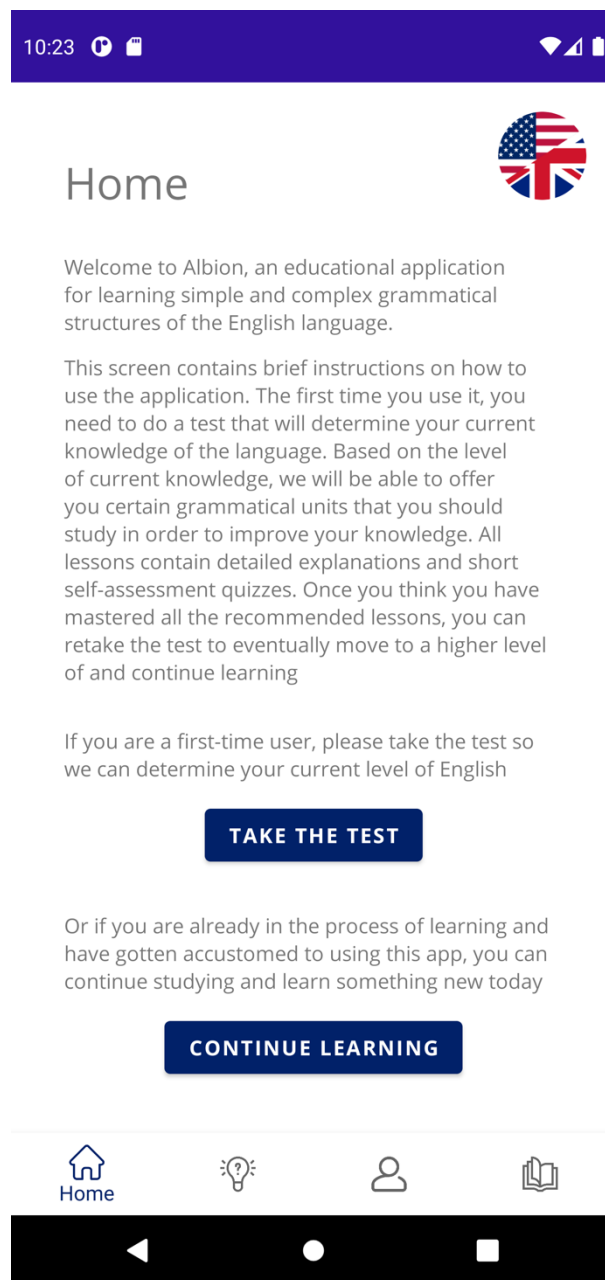 10:23
Home
Welcome to Albion, an educational application
for learning simple and complex grammatical
structures of the English language.
This screen contains brief instructions on how to
use the application. The first time you use it, you
need to do a test that will determine your current
knowledge of the language. Based on the level
of current knowledge, we will be able to offer
you certain grammatical units that you should
study in order to improve your knowledge. All
lessons contain detailed explanations and short
self-assessment quizzes. Once you think you have
mastered all the recommended lessons, you can
retake the test to eventually move to a higher level
of and continue learning
If you are a first-time user, please take the test so
we can determine your current level of English
TAKE THE TEST
Or if you are already in the process of learning and
have gotten accustomed to using this app, you can
continue studying and learn something new today
CONTINUE LEARNING
Home